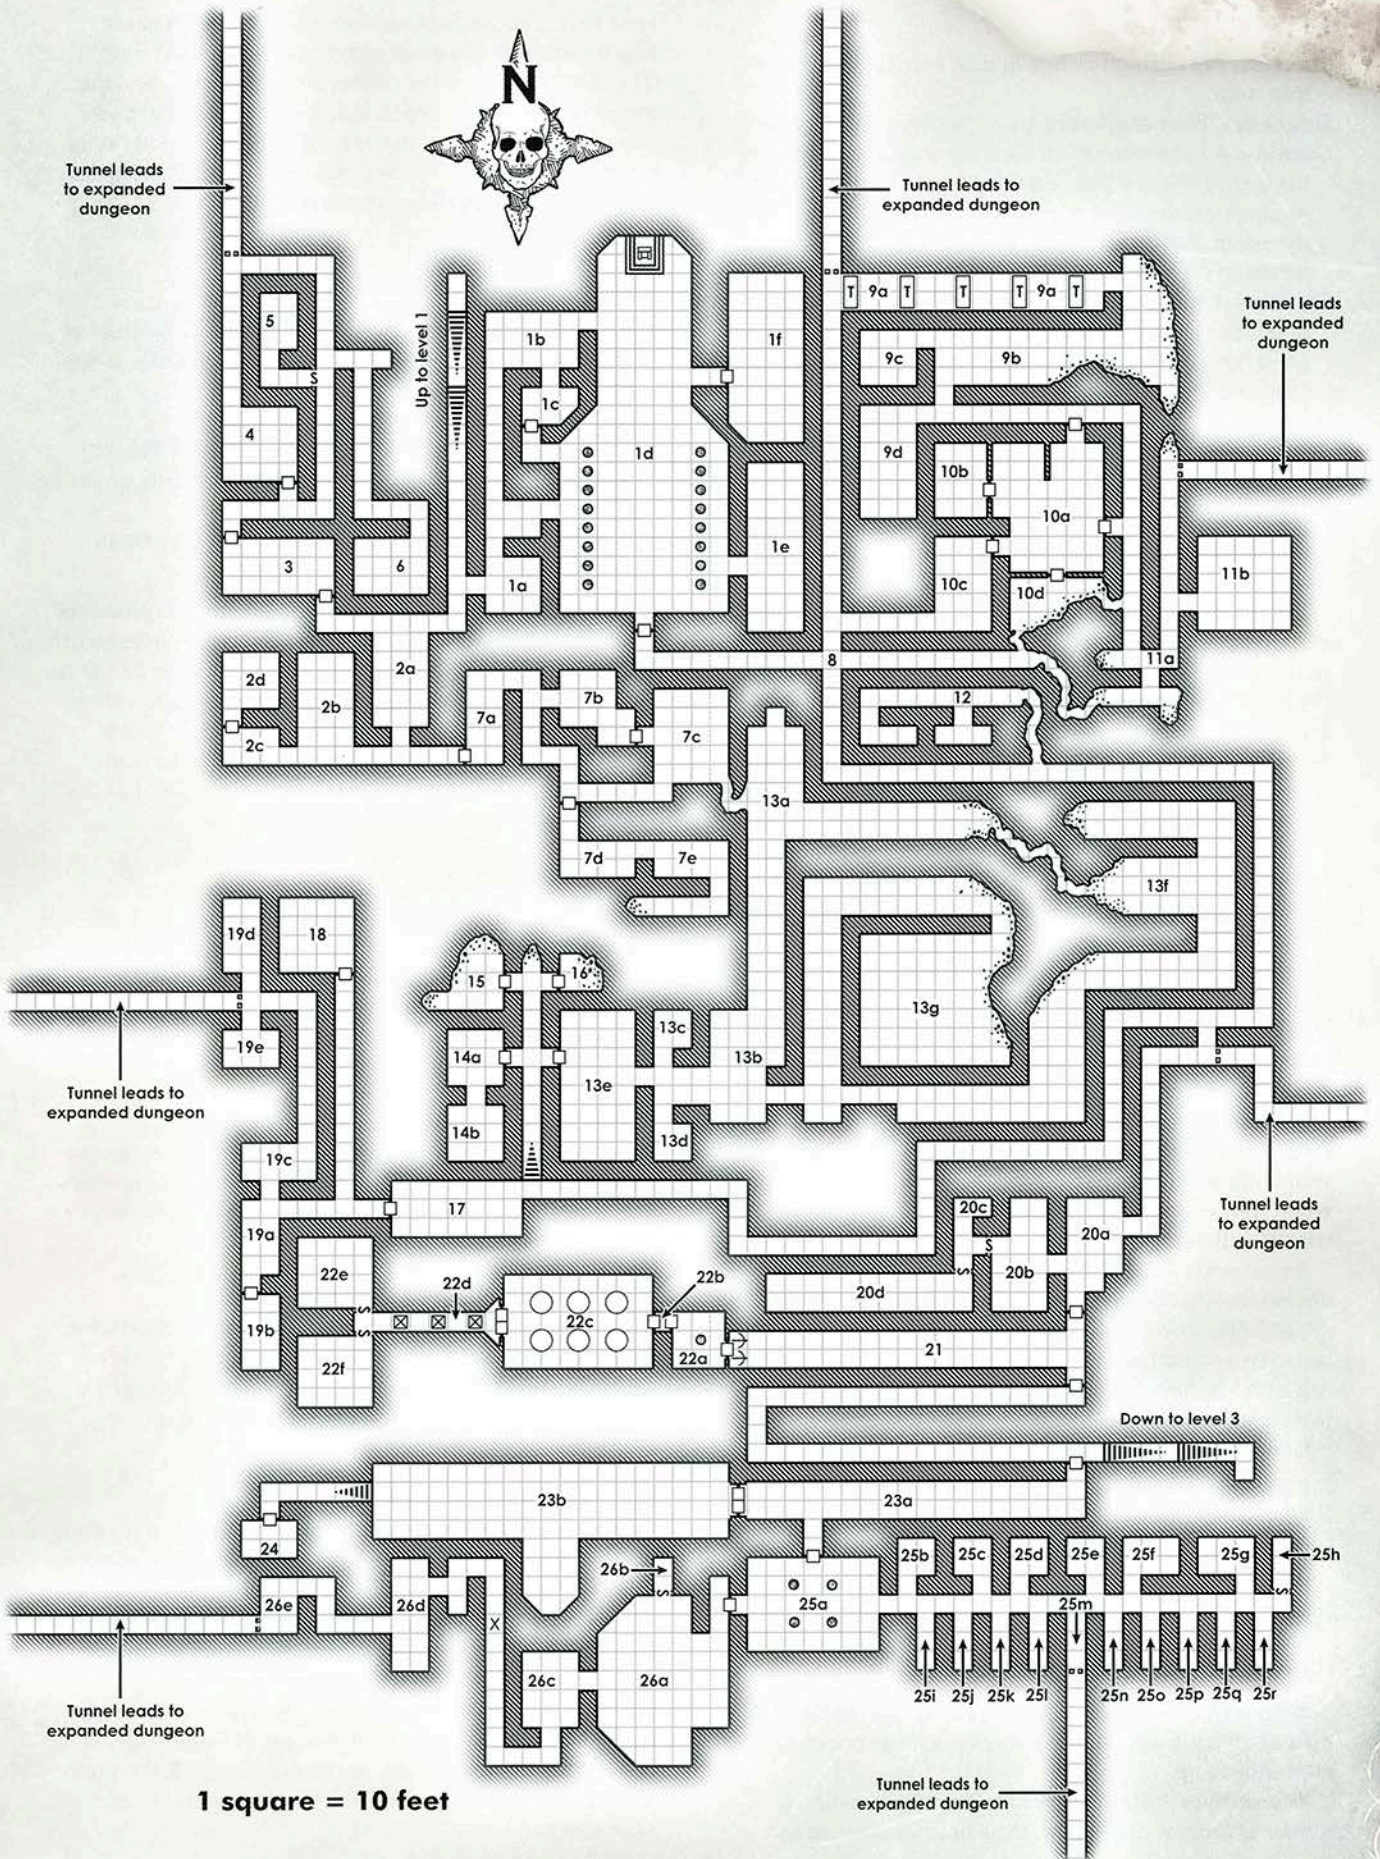 N
Tunnel leads
to expanded
dungeon
Tunnel leads to
expanded dungeon
T
9a
T
T
T
9a
T
Tunnel leads
to expanded
dungeon
5
Up to level 1
1b
1f
9c
9b
S
1c
4
1d
9d
10b
10a
3
6
1e
1a
10c
10d
11b
2a
8
11a
2d
2b
7a
7b
12
2c
7c
13a
7d
7e
13f
19d
18
15
16
13g
19e
14a
13c
13b
13e
Tunnel leads to
expanded dungeon
14b
13d
19c
17
20c
Tunnel leads
to expanded
dungeon
19a
20a
S
22e
22d
22b
S
20b
20d
S
S
22c
19b
22a
21
22f
Down to level 3
23b
23a
24
26b
S
25b
25c
25d
25e
25f
25g
25h
S
26e
26d
25a
25m
X
26c
26a
25i
25j
25k
25l
25n
25o
25p
25q
25r
Tunnel leads to
expanded dungeon
Tunnel leads to
expanded dungeon
1 square = 10 feet